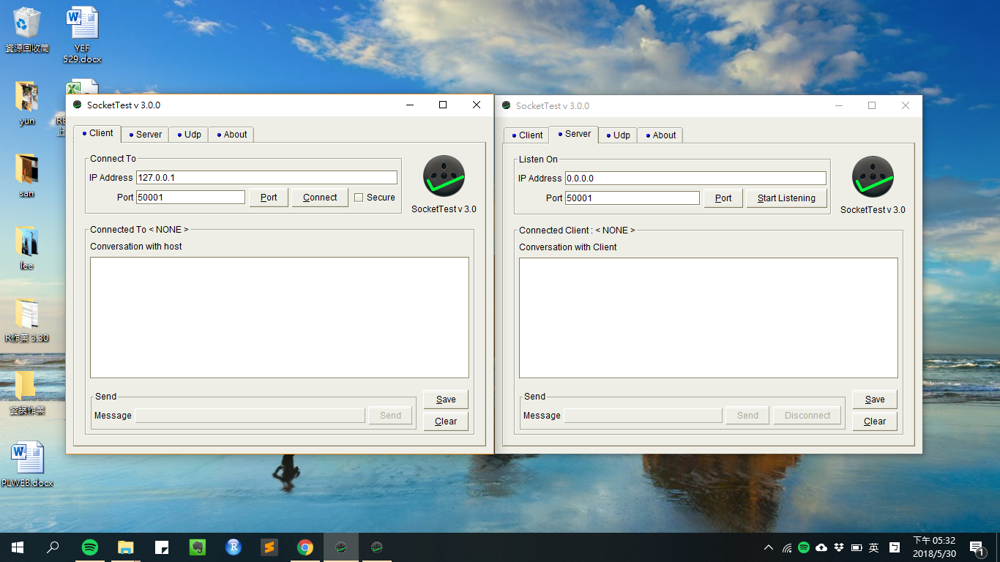 資源回收筒
YEF
529.docx
yun
san
lee
R作業 3.30
資網作業
PLWEB.docx
SocketTest v 3.0.0
Client
Server
Udp
About
Connect To
IP Address 127.0.0.1
Port 50001 Port Connect Secure
SocketTest v 3.0
Connected To < NONE >
Conversation with host
Send
Message Send
Save
Clear
SocketTest v 3.0.0
Client
Server
Udp
About
Listen On
IP Address 0.0.0.0
Port 50001 Port Start Listening
SocketTest v 3.0
Connected Client : < NONE >
Conversation with Client
Send
Message Send Disconnect
Save
Clear
英
下午 05:32
2018/5/30
1